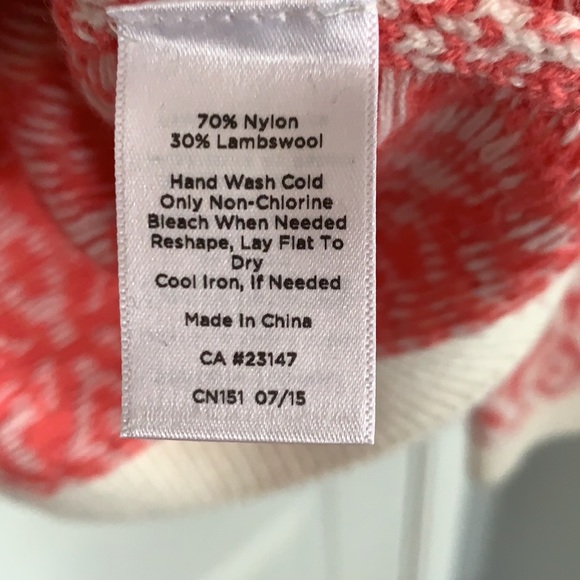 70% Nylon
30% Lambswool
Hand Wash Cold
Only Non-Chlorine
Bleach When Needed
Reshape, Lay Flat To
Dry
Cool Iron, If Needed
Made In China
CA #23147
CN151 07/15